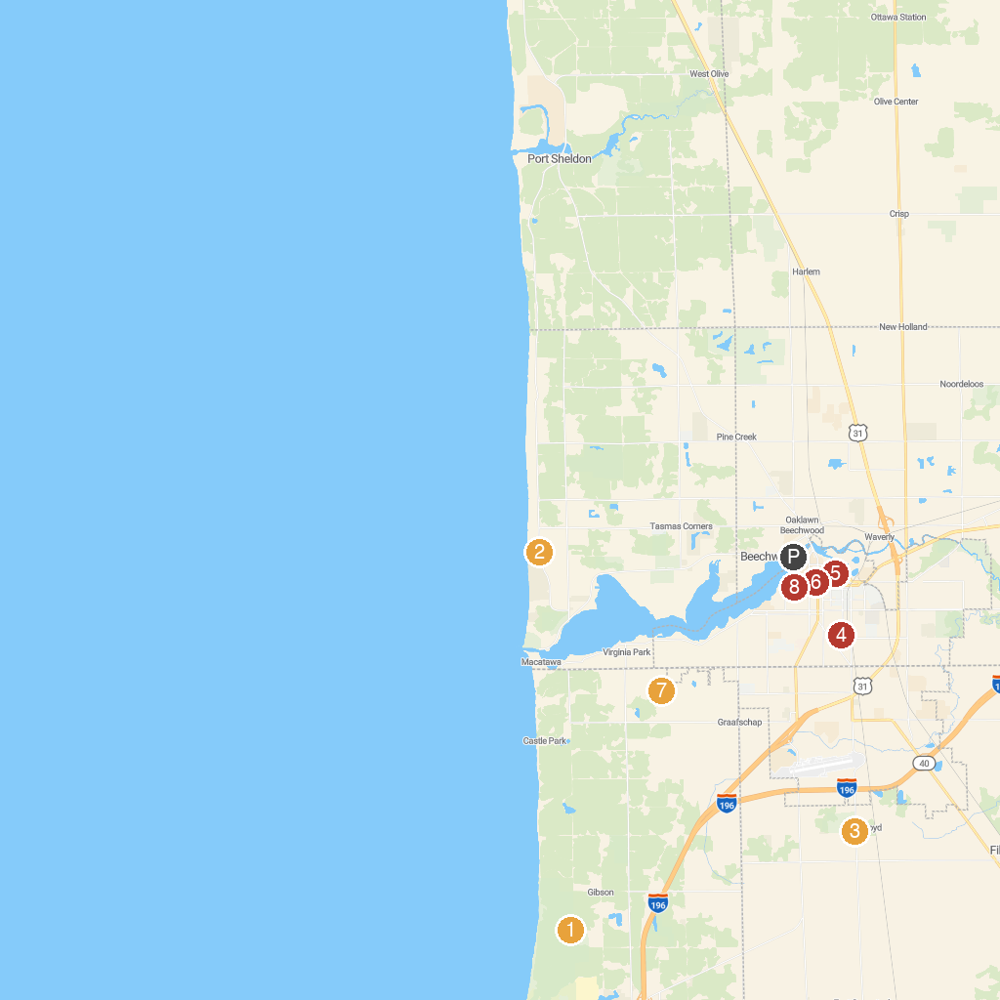 Ottawa Station
West Olive
Olive Center
Port Sheldon
Crisp
Harlem
New Holland
Noordeloos
31
Pine Creek
Oaklawn
Beechwood
Tasmas Corners
Waverly
2
P
5
6
8
4
Virginia Park
Macatawa
7
31
Graafschap
Castle Park
40
196
196
3
Gibson
196
1